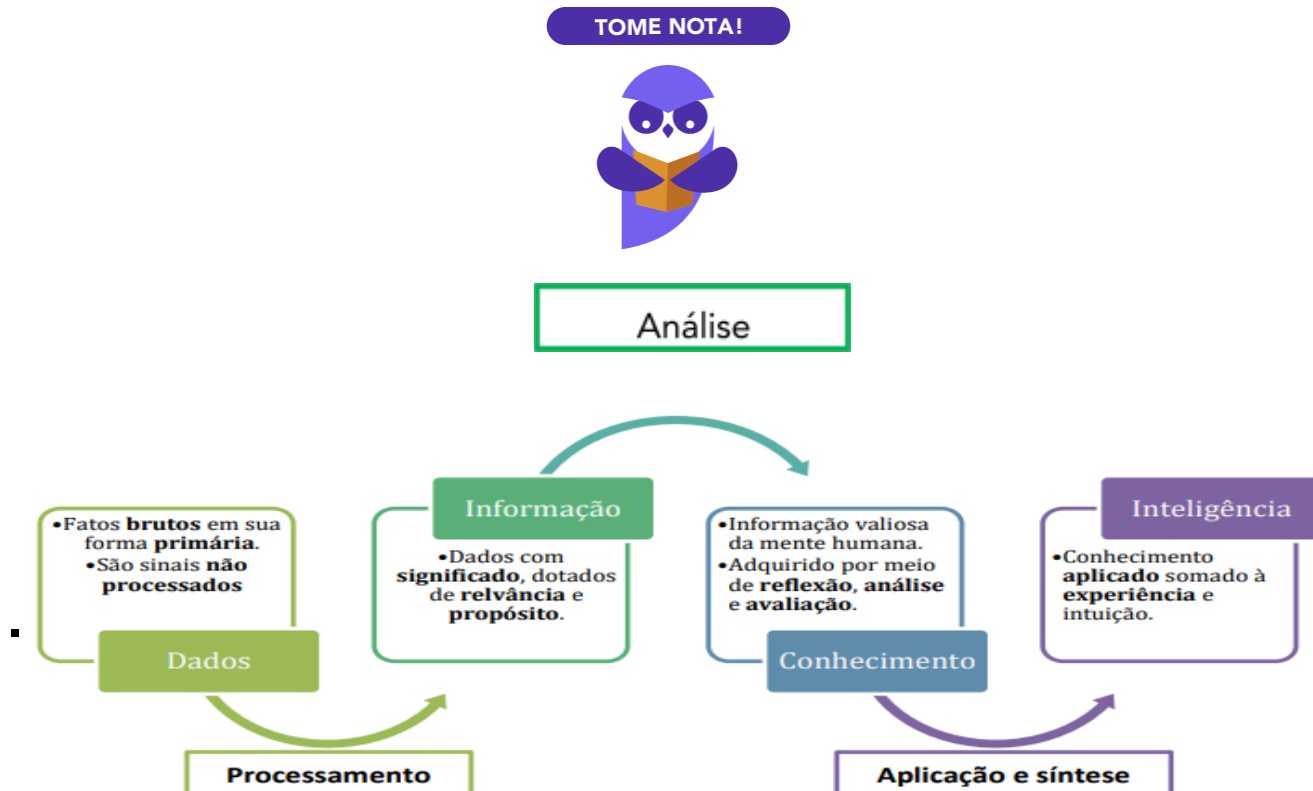 TOME NOTA!
Análise
•Fatos brutos em sua
forma primária.
•São sinais não
processados
Dados
Informação
•Dados com
significado, dotados
de relvância e
propósito.
•Informação valiosa
da mente humana.
•Adquirido por meio
de reflexão, análise
e avaliação.
Conhecimento
Inteligência
•Conhecimento
aplicado somado à
experiência e
intuição.
Processamento
Aplicação e síntese